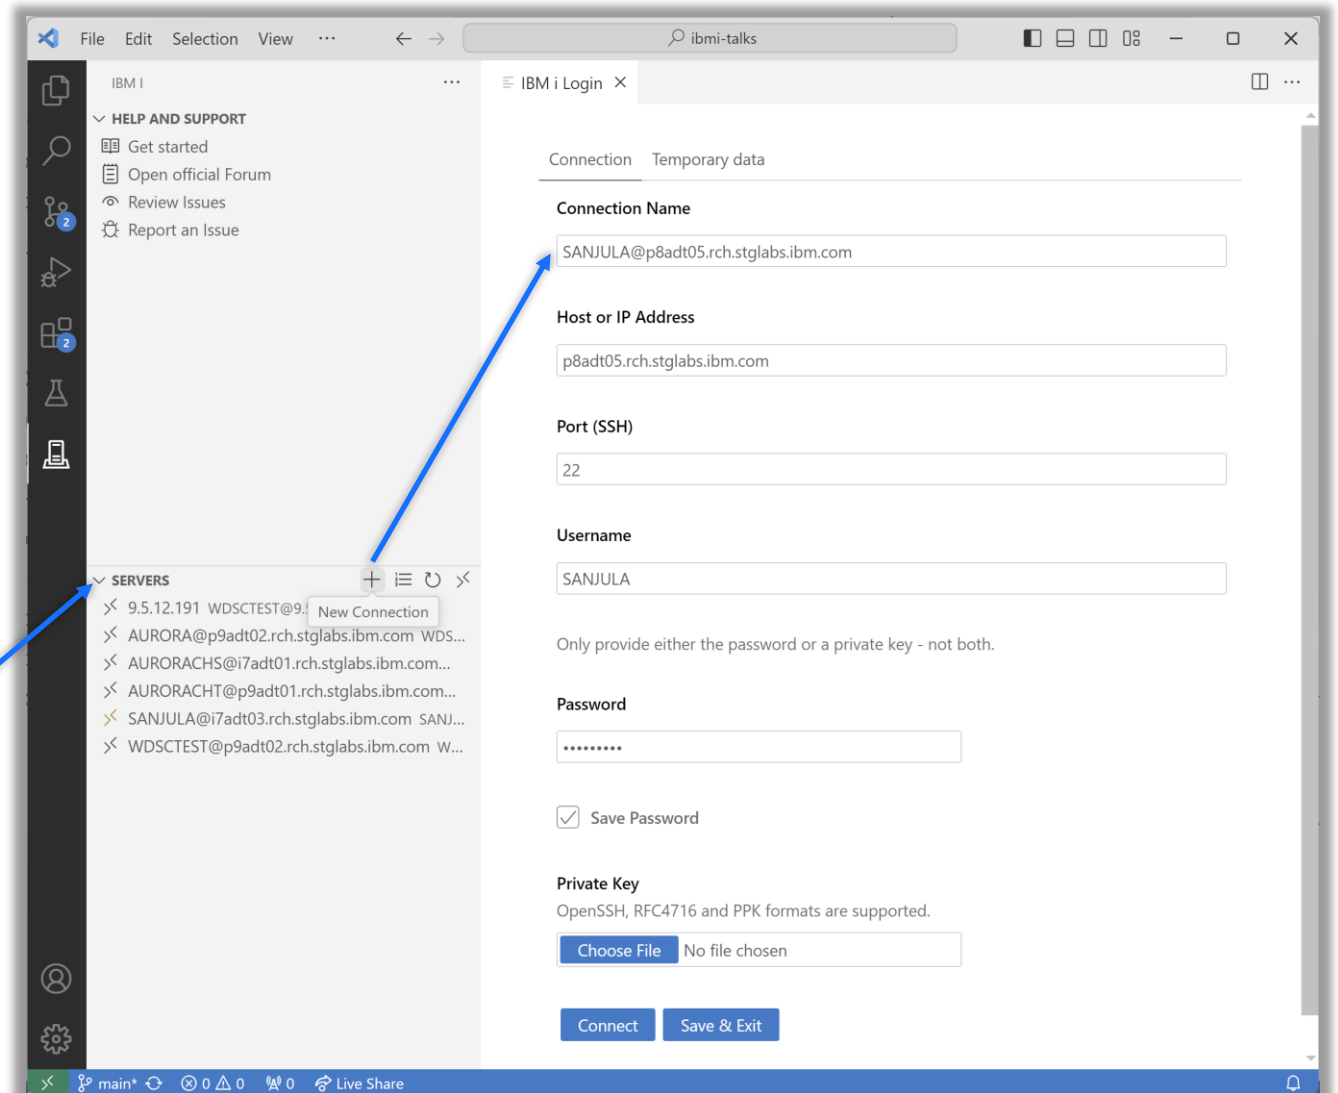 File Edit Selection View ··· ibmi-talks
IBM I ···
HELP AND SUPPORT
Get started
Open official Forum
Review Issues
Report an Issue
2
2
SERVERS
New Connection
9.5.12.191 WDSCTEST@9.
AURORA@p9adt02.rch.stglabs.ibm.com WDS...
AURORACHS@i7adt01.rch.stglabs.ibm.com...
AURORACHT@p9adt01.rch.stglabs.ibm.com...
SANJULA@i7adt03.rch.stglabs.ibm.com SANJ...
WDSCTEST@p9adt02.rch.stglabs.ibm.com W...
IBM i Login
Connection Temporary data
Connection Name
SANJULA@p8adt05.rch.stglabs.ibm.com
Host or IP Address
p8adt05.rch.stglabs.ibm.com
Port (SSH)
22
Username
SANJULA
Only provide either the password or a private key - not both.
Password
•••••••••
Save Password
Private Key
OpenSSH, RFC4716 and PPK formats are supported.
Choose File No file chosen
Connect Save & Exit
main* 0 0 0 Live Share